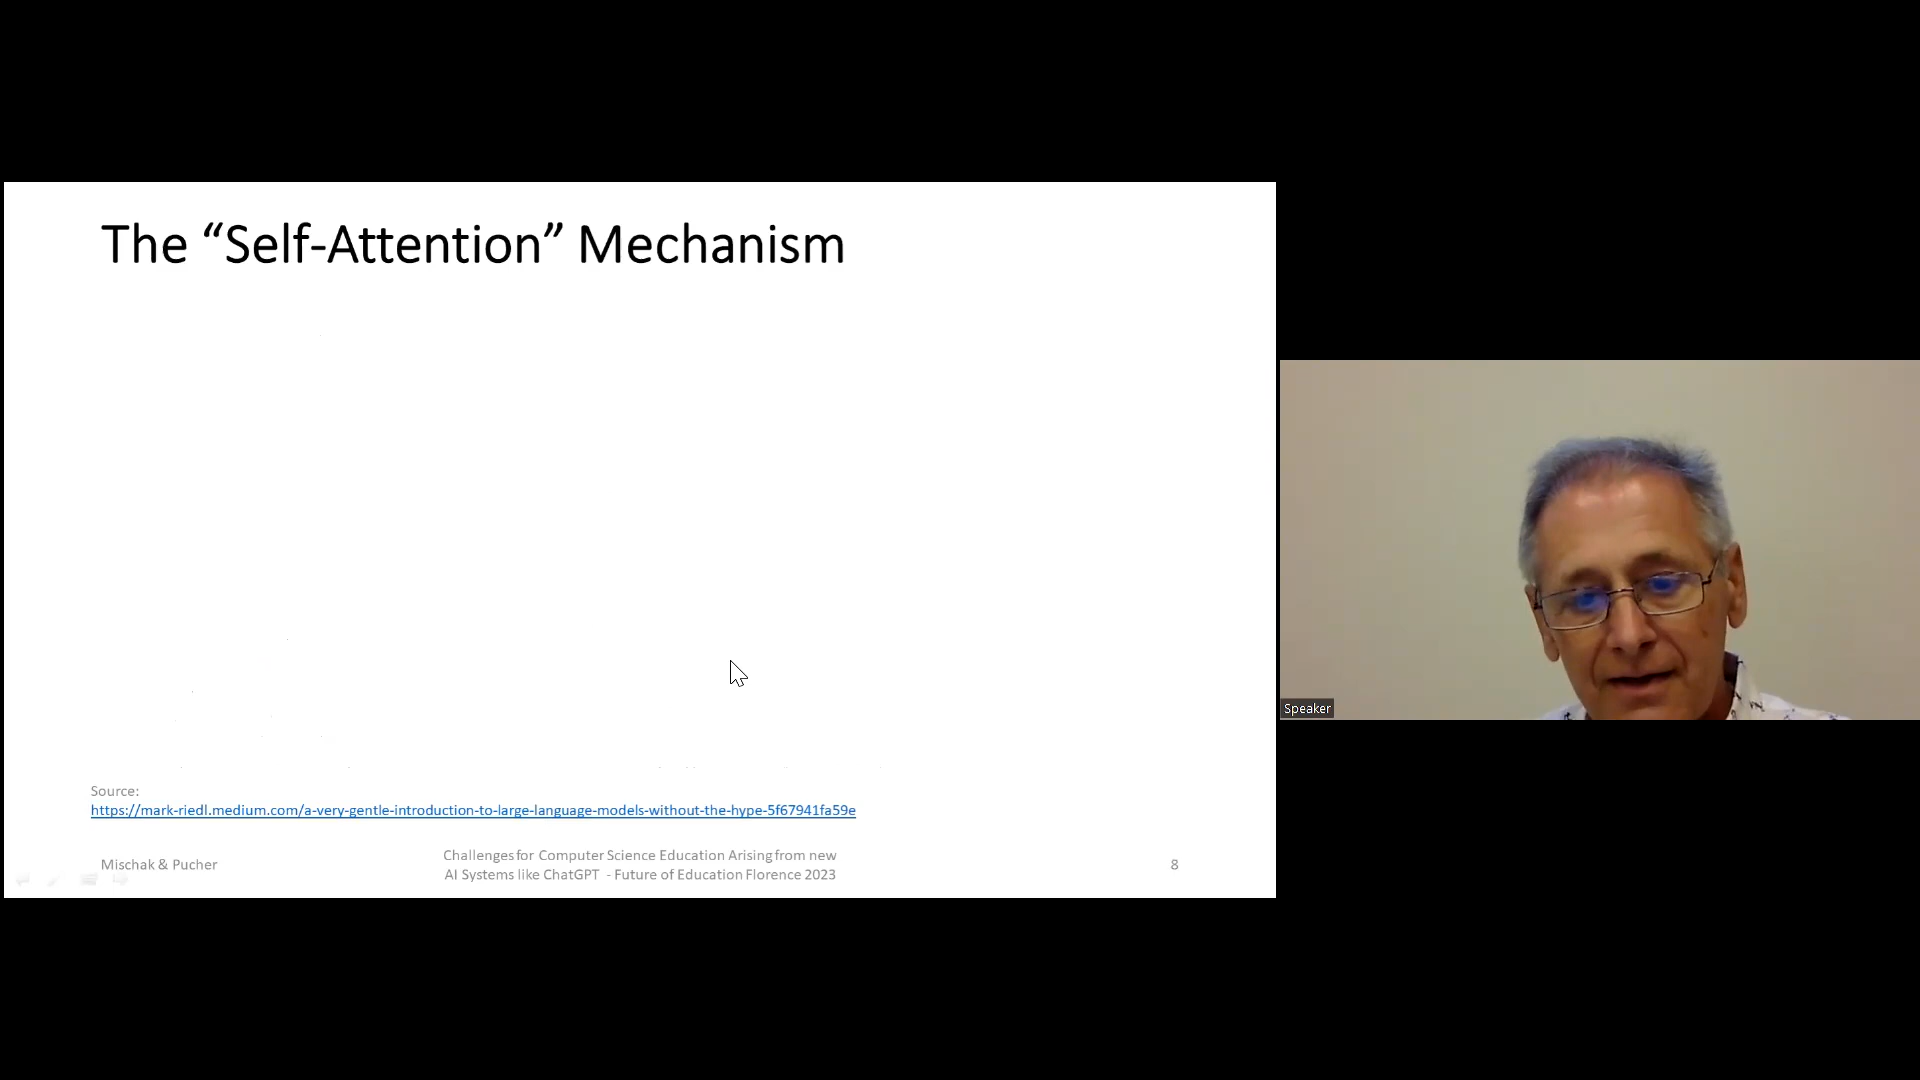 The “Self-Attention” Mechanism
Source:
https://mark-riedl.medium.com/a-very-gentle-introduction-to-large-language-models-without-the-hype-5f67941fa59e
Mischak & Pucher
Challenges for Computer Science Education Arising from new
AI Systems like ChatGPT - Future of Education Florence 2023
8
Speaker